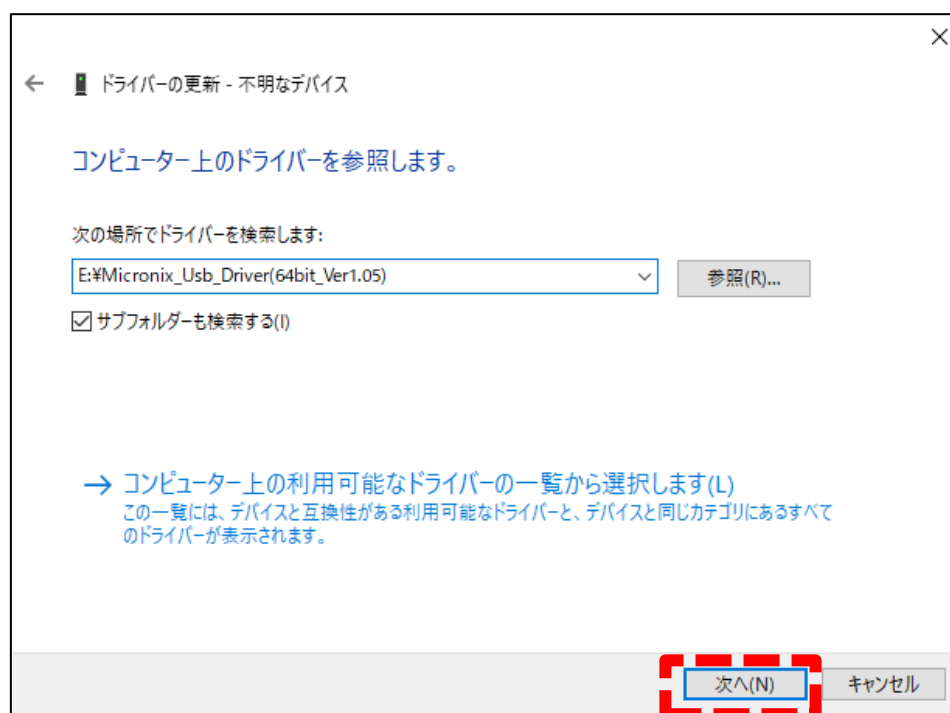 ドライバーの更新 - 不明なデバイス
コンピューター上のドライバーを参照します。
次の場所でドライバーを検索します:
E:¥Micronix_Usb_Driver(64bit_Ver1.05)
参照(R)...
サブフォルダーも検索する(I)
コンピューター上の利用可能なドライバーの一覧から選択します(L)
この一覧には、デバイスと互換性がある利用可能なドライバーと、デバイスと同じカテゴリにあるすべて
のドライバーが表示されます。
次へ(N)
キャンセル